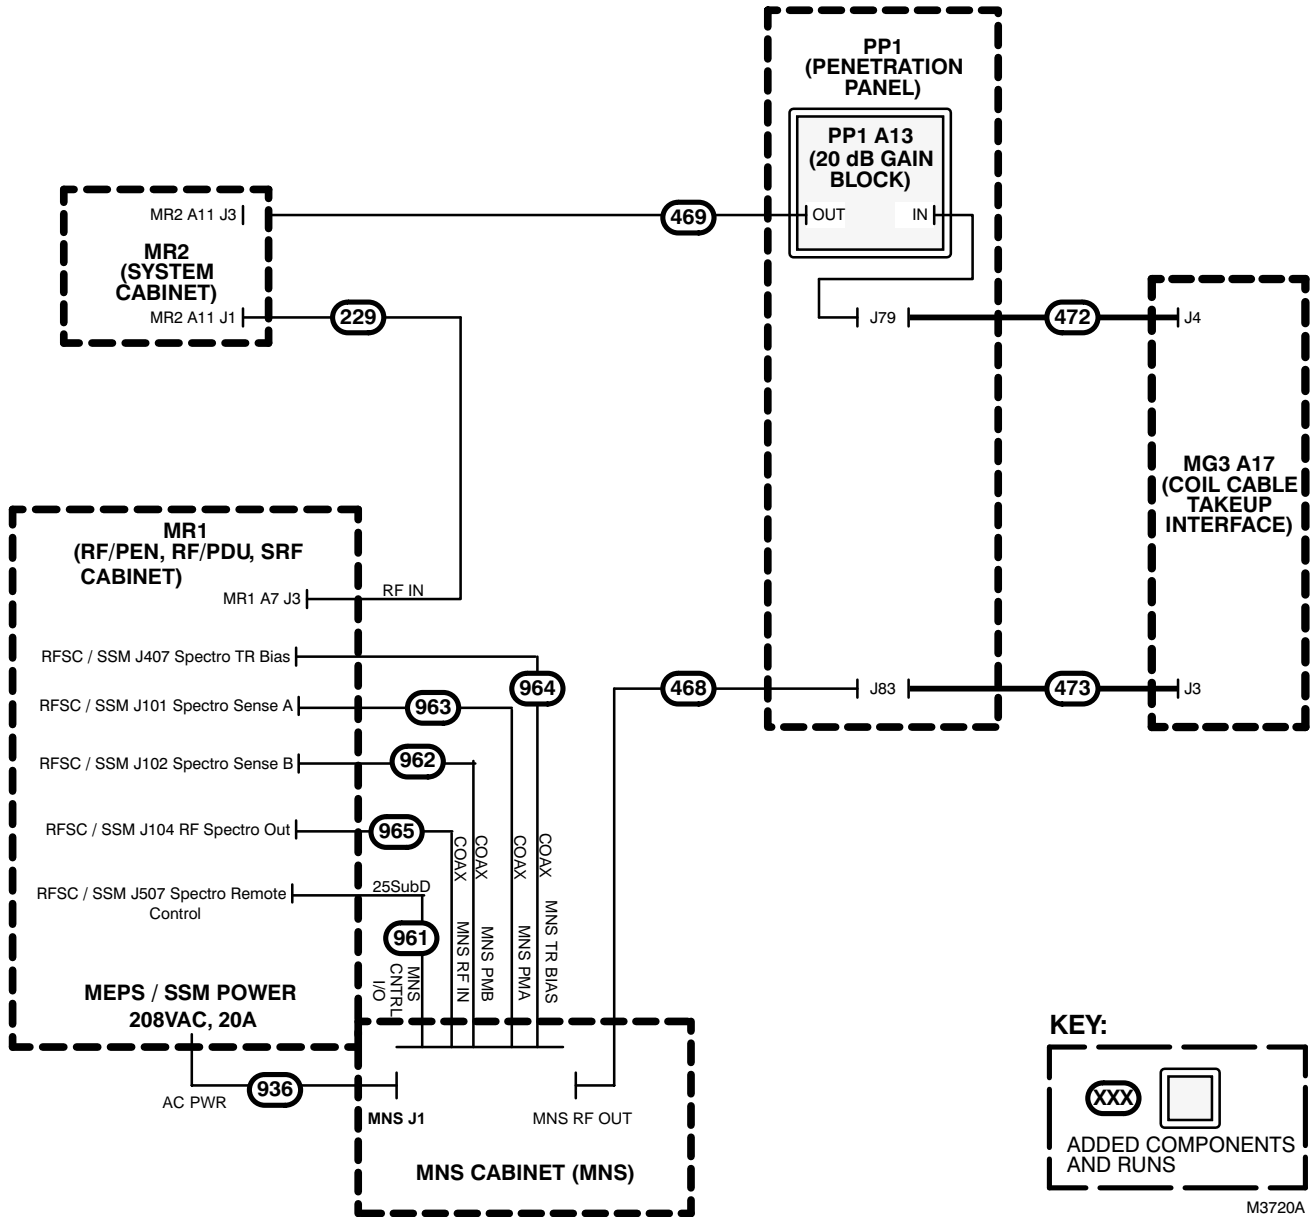 PP1
(PENETRATION
PANEL)
PP1 A13
(20 dB GAIN
BLOCK)
OUT
IN
MR2 A11 J3
469
MR2
(SYSTEM
CABINET)
MR2 A11 J1
229
J79
472
J4
MG3 A17
(COIL CABLE
TAKEUP
INTERFACE)
MR1
(RF/PEN, RF/PDU, SRF
CABINET)
MR1 A7 J3
RF IN
RFSC / SSM J407 Spectro TR Bias
964
468
J83
473
J3
RFSC / SSM J101 Spectro Sense A
963
RFSC / SSM J102 Spectro Sense B
962
RFSC / SSM J104 RF Spectro Out
965
COAX
COAX
COAX
COAX
RFSC / SSM J507 Spectro Remote
Control
25SubD
961
MNS
CNTRL
I/O
MNS RF IN
MNS PMB
MNS PMA
MNS TR BIAS
MEPS / SSM POWER
208VAC, 20A
AC PWR
936
MNS J1
MNS RF OUT
MNS CABINET (MNS)
KEY:
XXX
ADDED COMPONENTS
AND RUNS
M3720A